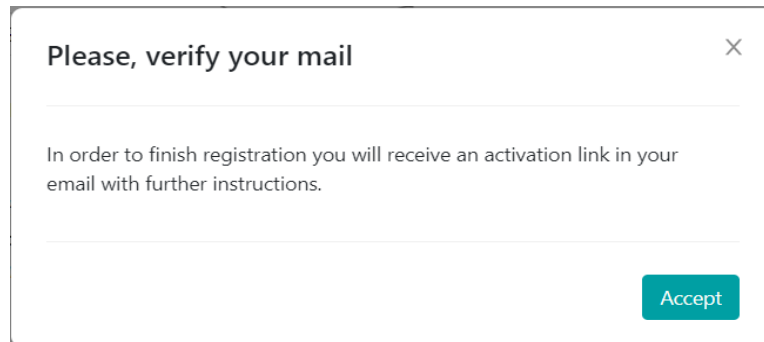 Please, verify your mail
In order to finish registration you will receive an activation link in your
email with further instructions.
Accept